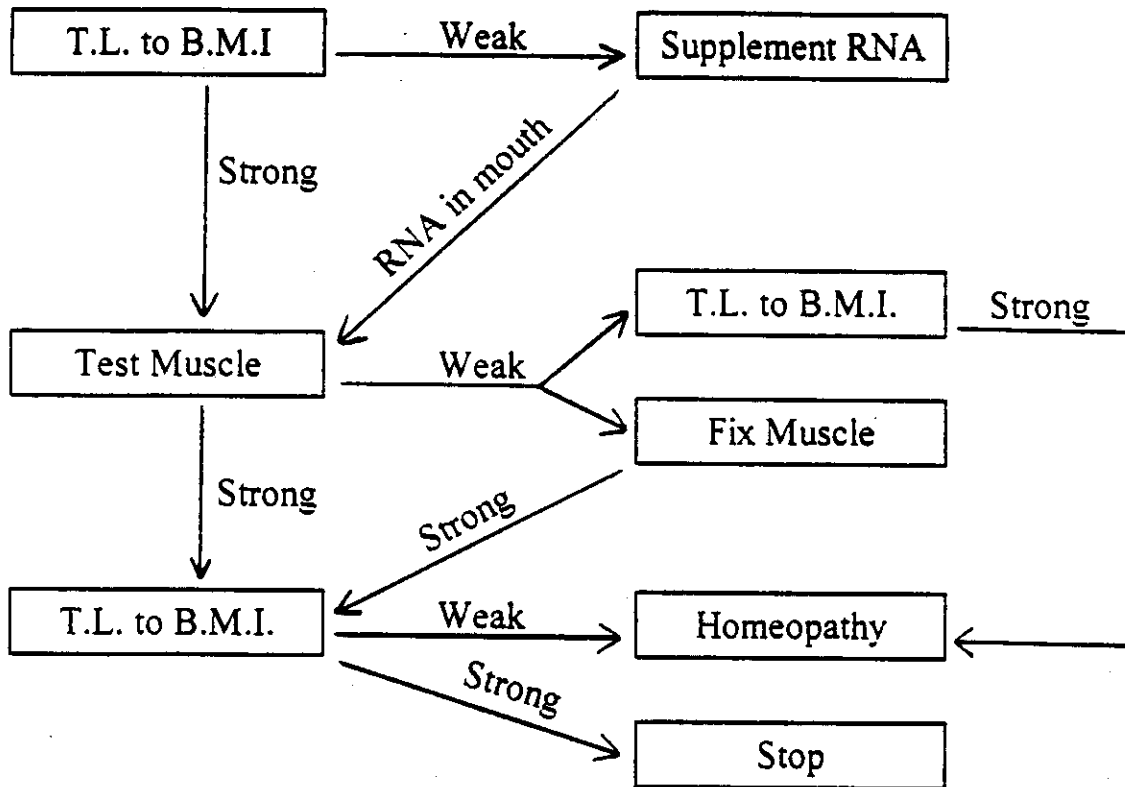 T.L. to B.M.I
Weak
Supplement RNA
Strong
RNA in mouth
T.L. to B.M.I.
Strong
Test Muscle
Weak
Fix Muscle
Strong
Strong
T.L. to B.M.I.
Weak
Homeopathy
Strong
Stop